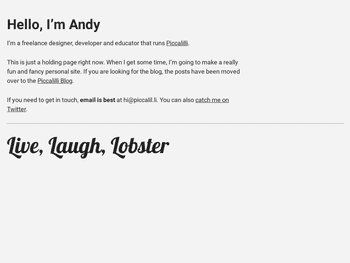 Hello, I'm Andy
I'm a freelance designer, developer and educator that runs Piccalilli.
This is just a holding page right now. When I get some time, I'm going to make a really
fun and fancy personal site. If you are looking for the blog, the posts have been moved
over to the Piccalilli Blog.
If you need to get in touch, email is best at hi@piccalil.li. You can also catch me on
Twitter.
Live, Laugh, Lobster